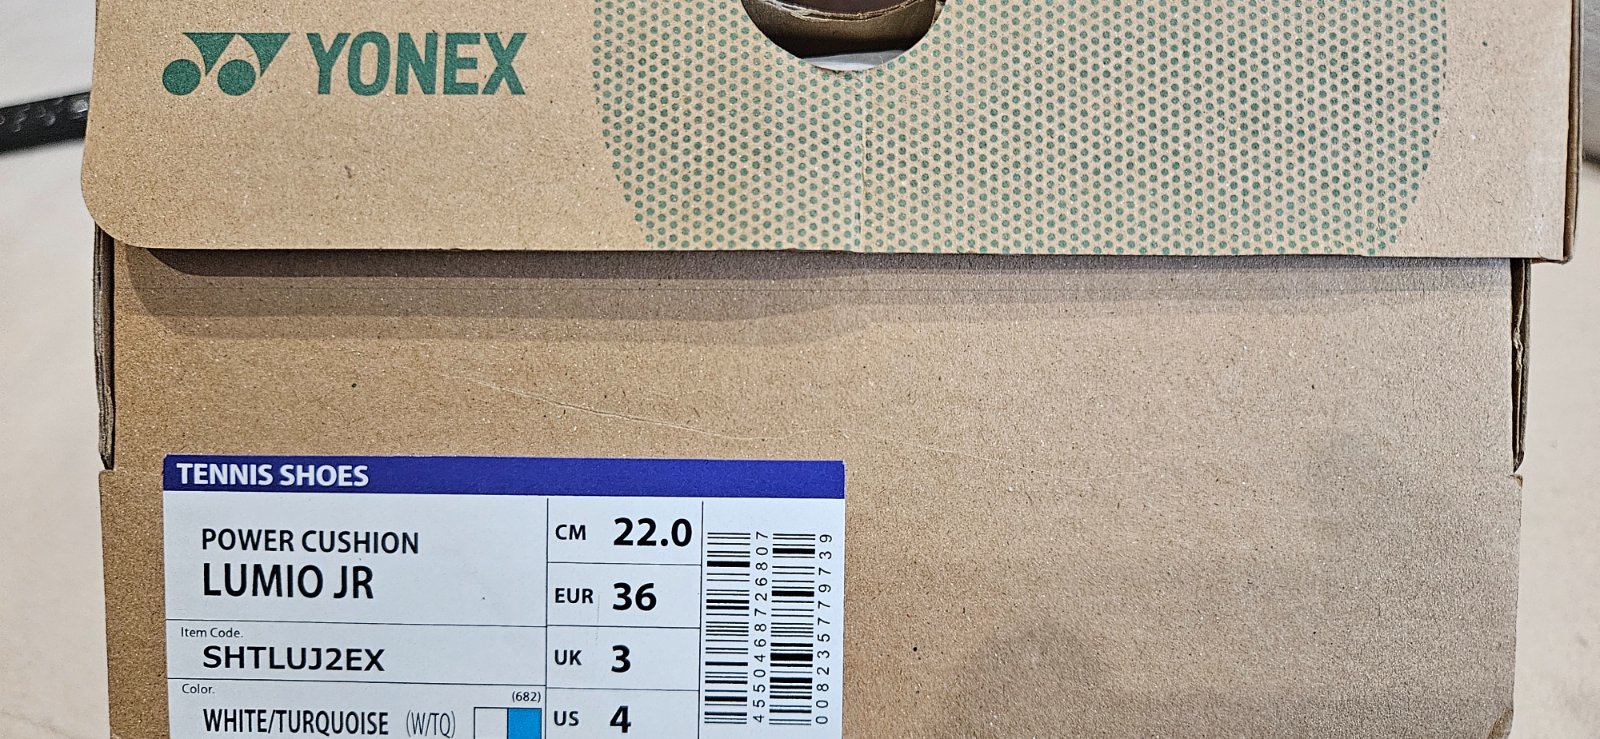 YONEX
TENNIS SHOES
POWER CUSHION
LUMIO JR
Item Code.
SHTLUJ2EX
Color.
(682)
WHITE/TURQUOISE (W/TQ)
CM 22.0
EUR 36
UK 3
US 4
4550468726807
008235779739